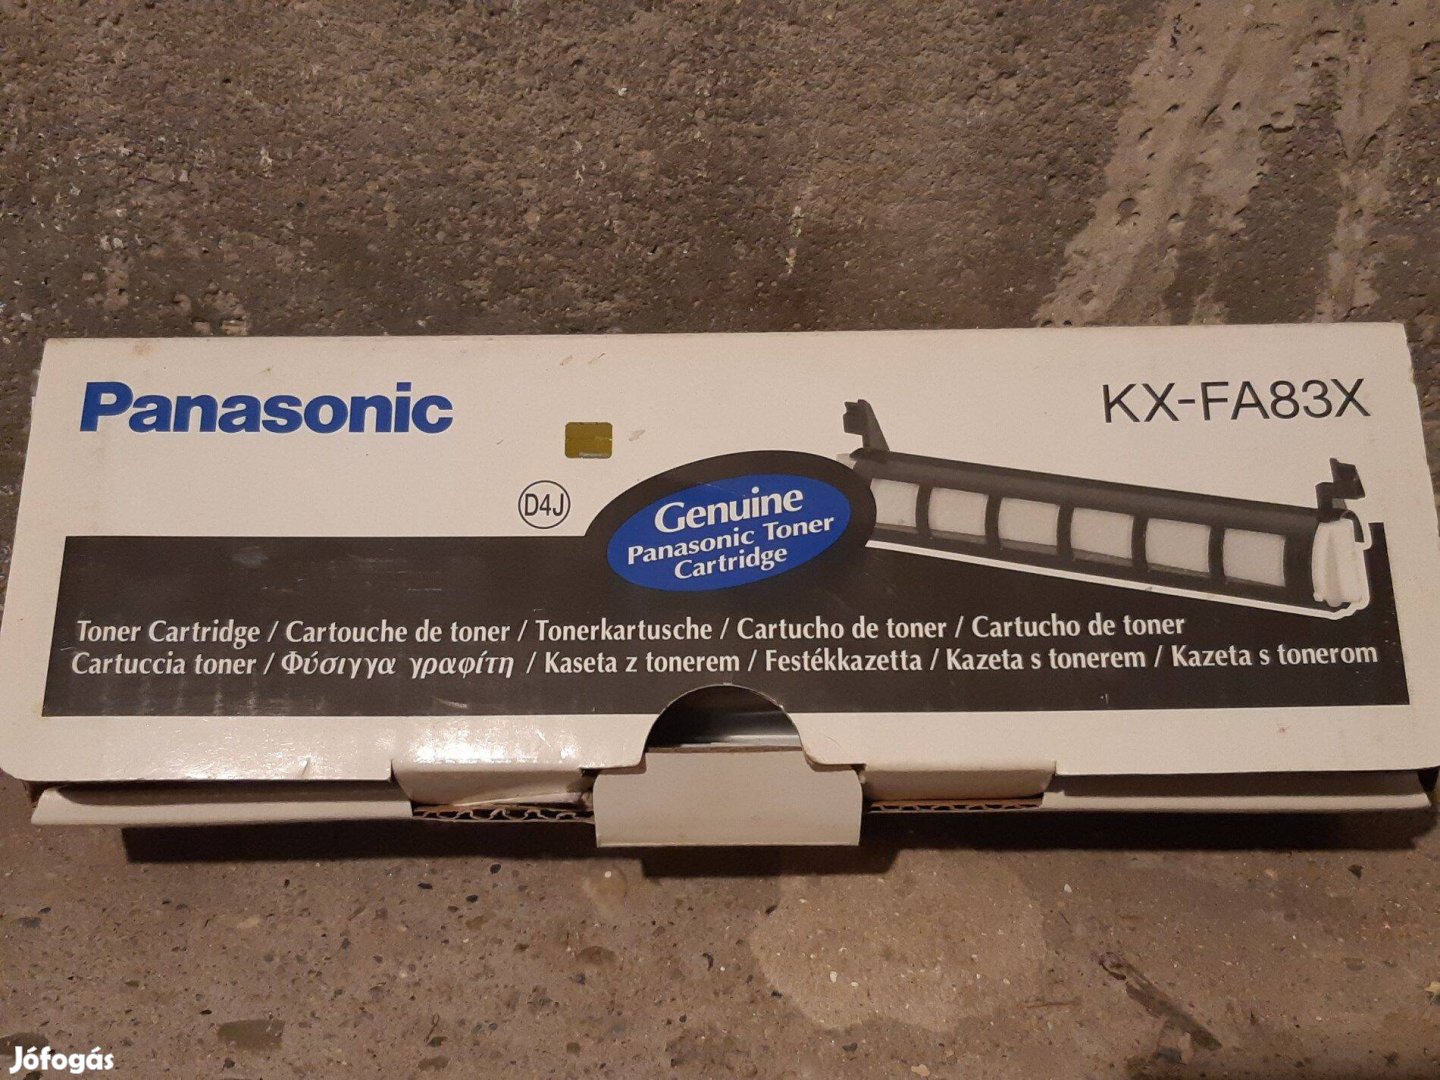 Panasonic
KX-FA83X
D4J
Genuine
Panasonic Toner
Cartridge
Toner Cartridge / Cartouche de toner / Tonerkartusche / Cartucho de toner / Cartucho de toner
Cartuccia toner / Φύσιγγα γραφίτη / Kaseta z tonerem / Festékkazetta / Kazeta s tonerem / Kazeta s tonerom
Jófogás